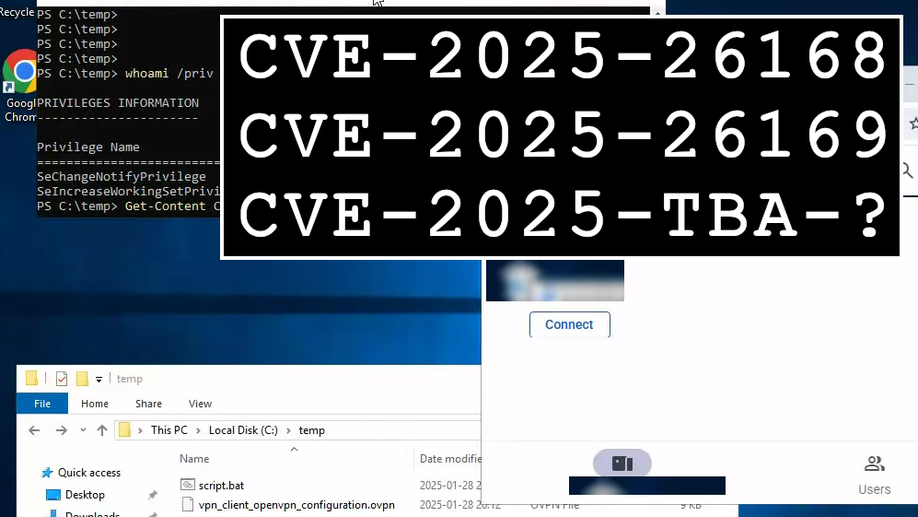 Recycle
PS C:\temp>
PS C:\temp>
PS C:\temp>
PS C:\temp>
PS C:\temp> whoami /priv
PRIVILEGES INFORMATION
----------------------
Privilege Name
SeChangeNotifyPrivilege
SeIncreaseWorkingSetPrivi
PS C:\temp> Get-Content C
Googl
Chrom
CVE-2025-26168
CVE-2025-26169
CVE-2025-TBA-?
Connect
Users
temp
File Home Share View
This PC > Local Disk (C:) > temp
Quick access
Desktop
Downloads
Name Date modifie
script.bat 2025-01-28 2
vpn_client_openvpn_configuration.ovpn 2025-01-28 20:12 OVPN File 9 KB